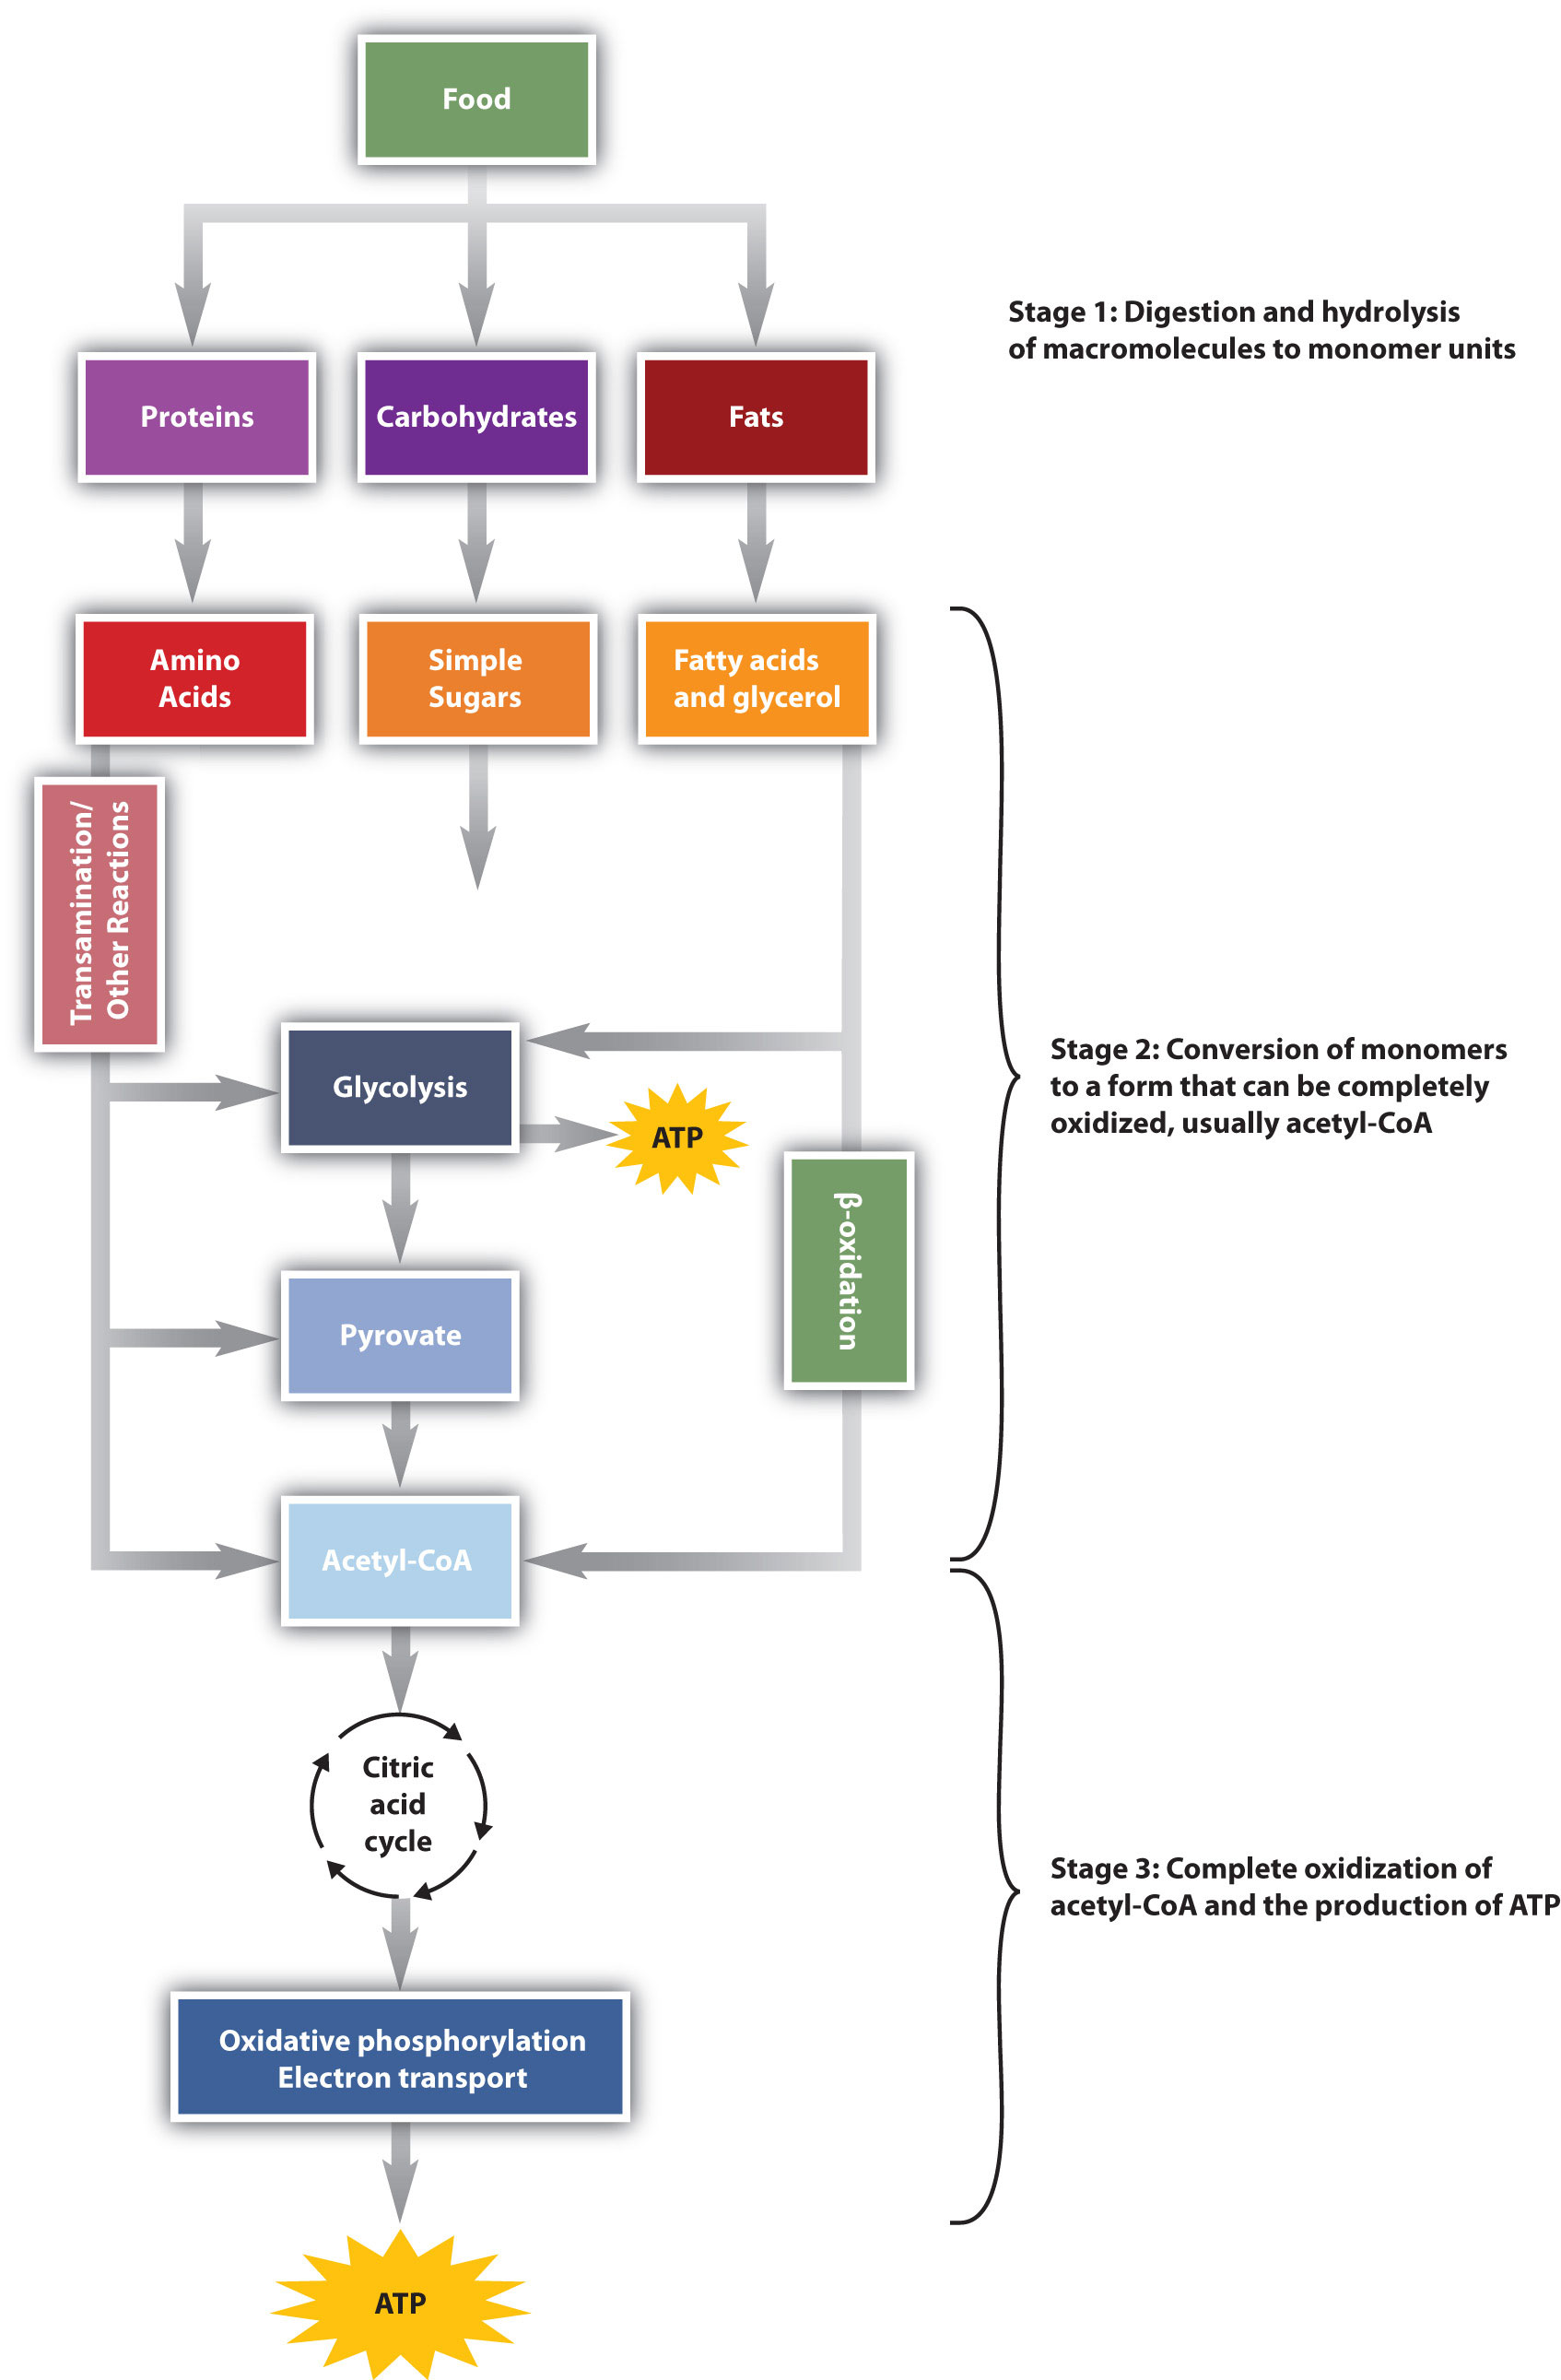 Food
Stage 1: Digestion and hydrolysis
of macromolecules to monomer units
Proteins
Carbohydrates
Fats
Amino
Acids
Simple
Sugars
Fatty acids
and glycerol
Transamination/
Other Reactions
Glycolysis
ATP
Stage 2: Conversion of monomers
to a form that can be completely
oxidized, usually acetyl-CoA
β-oxidation
Pyrovate
Acetyl-CoA
Citric
acid
cycle
Stage 3: Complete oxidization of
acetyl-CoA and the production of ATP
Oxidative phosphorylation
Electron transport
ATP